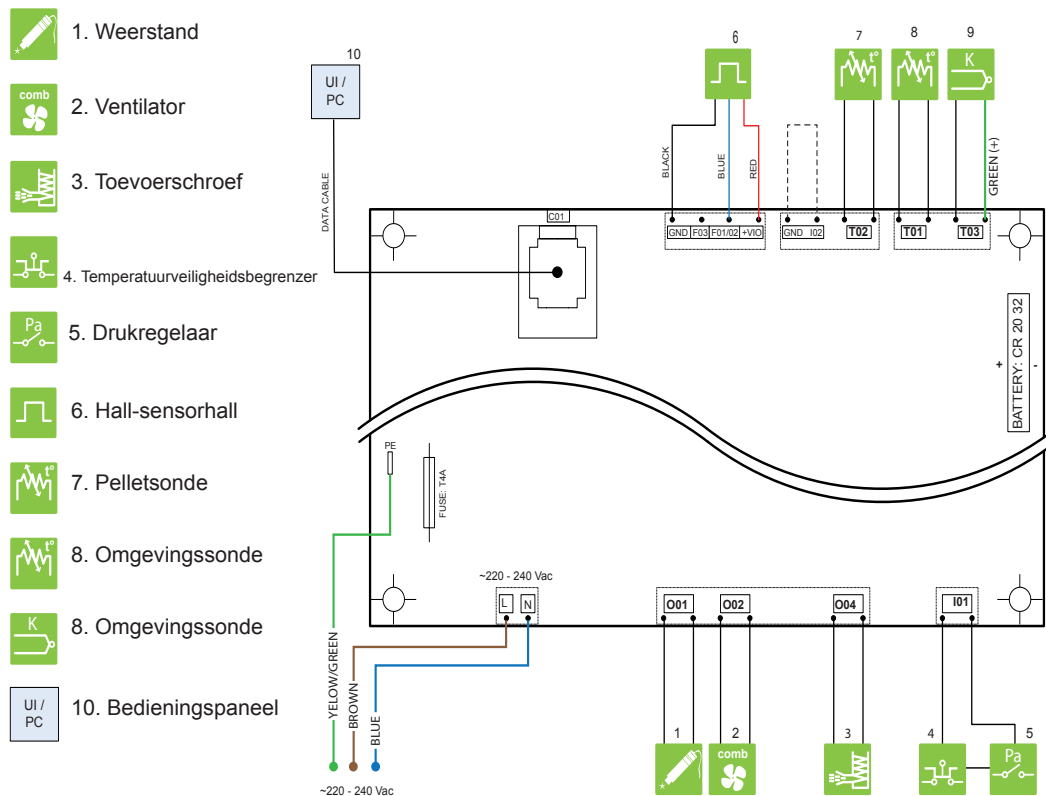 1. Weerstand
comb
2. Ventilator
3. Toevoerschroef
4. Temperatuurveiligheidsbegrenzer
Pa
5. Drukregelaar
6. Hall-sensorhall
t°
7. Pelletsonde
t°
8. Omgevingssonde
K
8. Omgevingssonde
UI /
PC
10. Bedieningspaneel
10
UI /
PC
DATA CABLE
6
7
t°
8
t°
9
K
BLACK
BLUE
RED
GREEN (+)
C01
GND F03 F01/02 +VIO
GND I02
T02
T01
T03
BATTERY: CR 20 32
+
-
PE
FUSE: T4A
~220 - 240 Vac
L
N
O01
O02
O04
I01
YELOW/GREEN
BROWN
BLUE
~220 - 240 Vac
1
2
comb
3
4
5
Pa